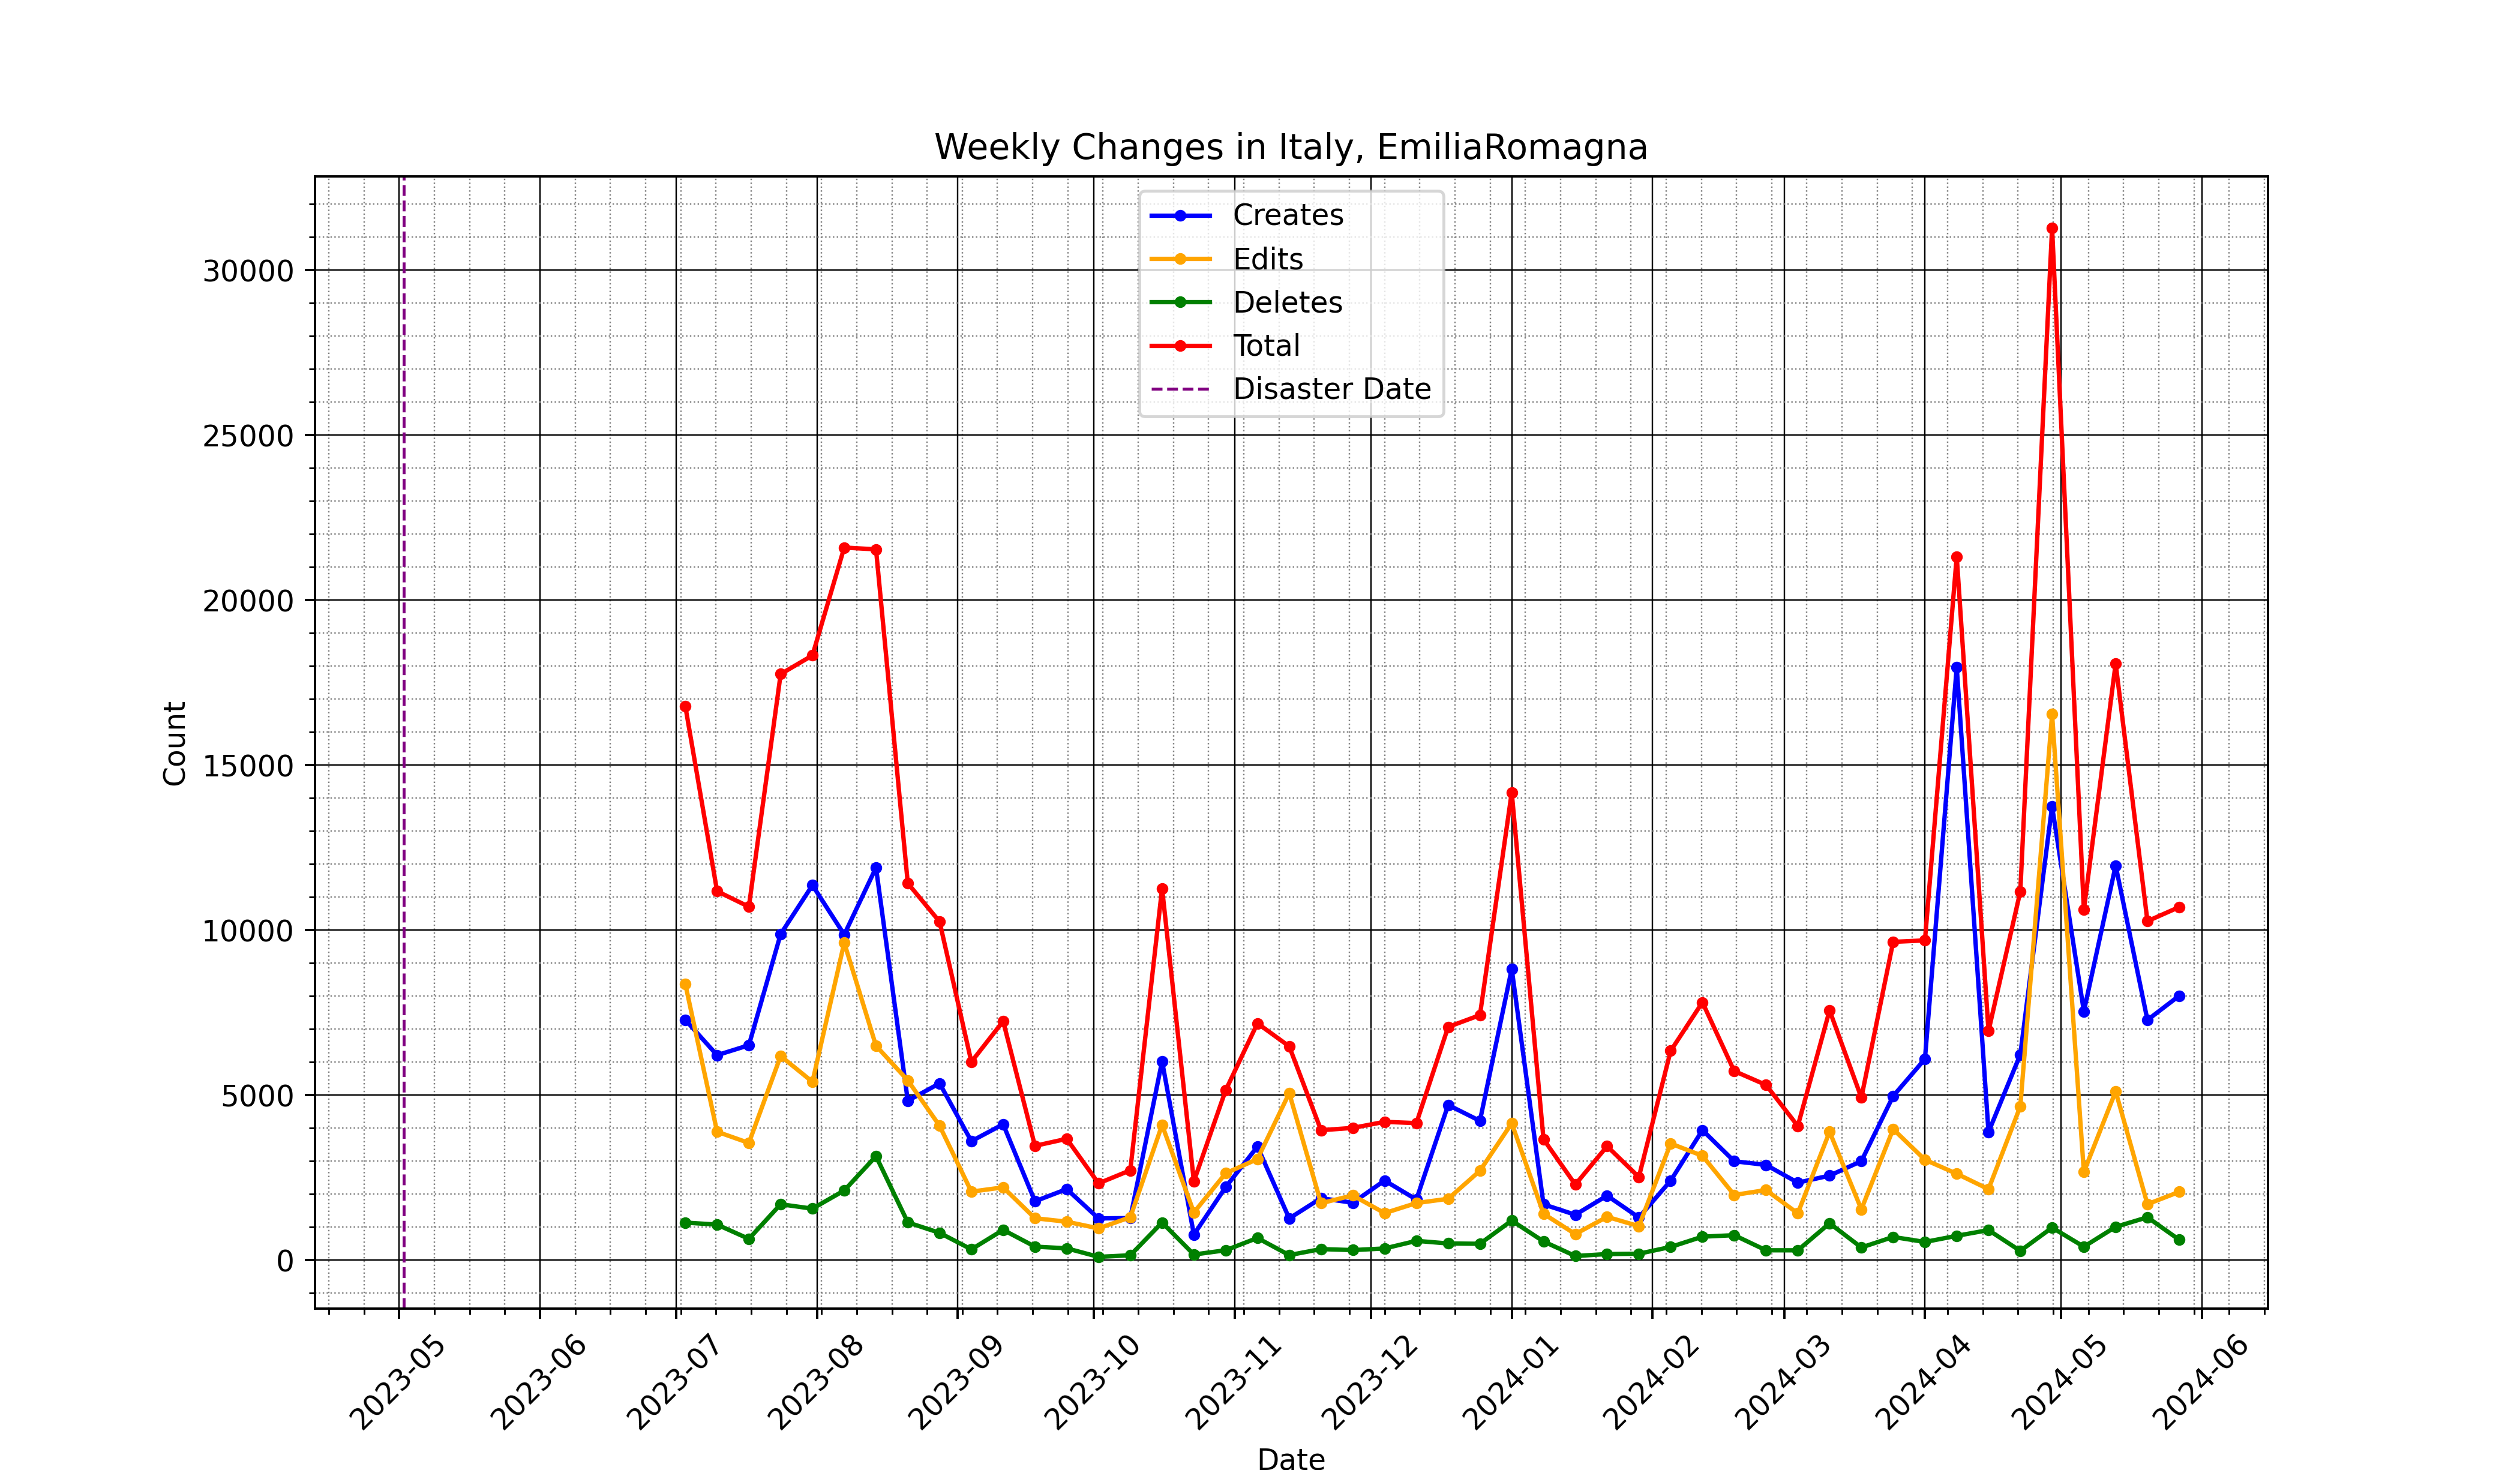 Weekly Changes in Italy, EmiliaRomagna
Creates
Edits
Deletes
Total
Disaster Date
30000
25000
20000
15000
10000
5000
0
Count
2023-05
2023-06
2023-07
2023-08
2023-09
2023-10
2023-11
2023-12
2024-01
2024-02
2024-03
2024-04
2024-05
2024-06
Date